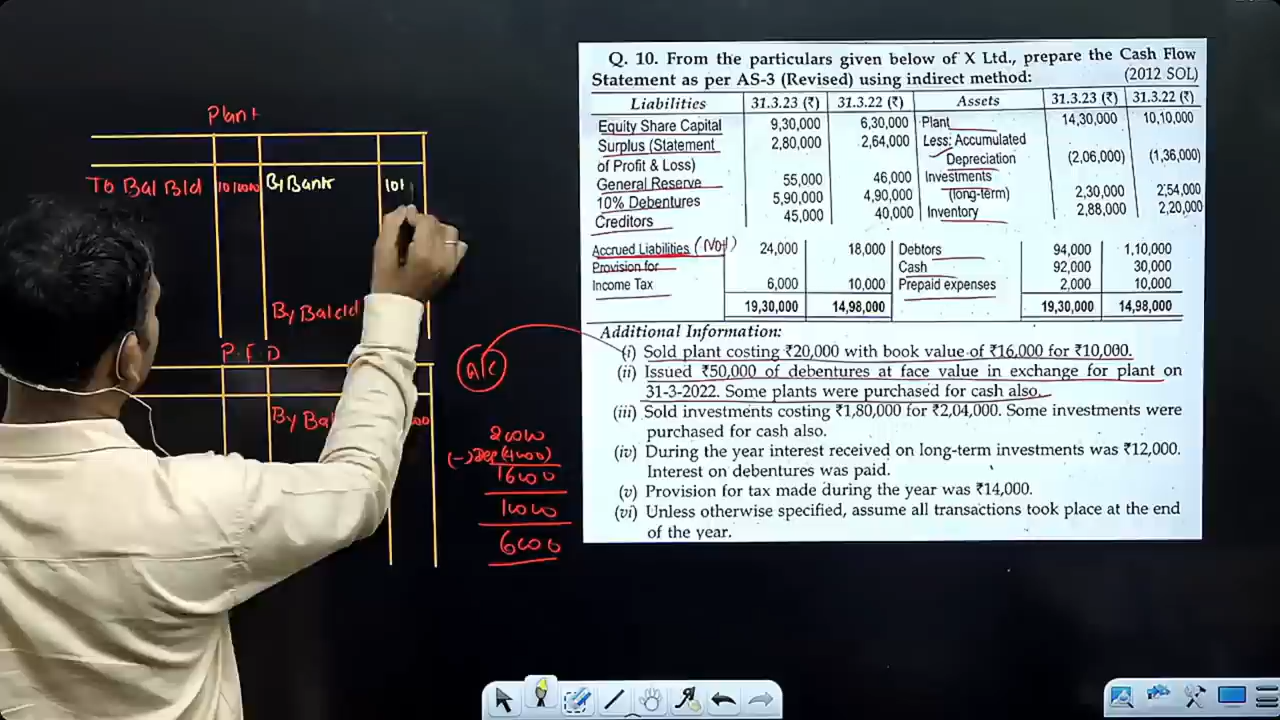 Plant
To Bal Bld 101000 By Bank 101
By Bal cld
P.F.D
By Bal
a/c
20000
(-) Dep (4000)
16000
10000
6000
Q. 10. From the particulars given below of X Ltd., prepare the Cash Flow
Statement as per AS-3 (Revised) using indirect method: (2012 SOL)
Liabilities 31.3.23 (₹) 31.3.22 (₹) Assets 31.3.23 (₹) 31.3.22 (₹)
Equity Share Capital 9,30,000 6,30,000 Plant 14,30,000 10,10,000
Surplus (Statement 2,80,000 2,64,000 Less: Accumulated
of Profit & Loss) Depreciation (2,06,000) (1,36,000)
General Reserve 55,000 46,000 Investments
10% Debentures 5,90,000 4,90,000 (long-term) 2,30,000 2,54,000
Creditors 45,000 40,000 Inventory 2,88,000 2,20,000
Accrued Liabilities (Not) 24,000 18,000 Debtors 94,000 1,10,000
Provision for Cash 92,000 30,000
Income Tax 6,000 10,000 Prepaid expenses 2,000 10,000
19,30,000 14,98,000 19,30,000 14,98,000
Additional Information:
(i) Sold plant costing ₹20,000 with book value of ₹16,000 for ₹10,000.
(ii) Issued ₹50,000 of debentures at face value in exchange for plant on
31-3-2022. Some plants were purchased for cash also.
(iii) Sold investments costing ₹1,80,000 for ₹2,04,000. Some investments were
purchased for cash also.
(iv) During the year interest received on long-term investments was ₹12,000.
Interest on debentures was paid.
(v) Provision for tax made during the year was ₹14,000.
(vi) Unless otherwise specified, assume all transactions took place at the end
of the year.